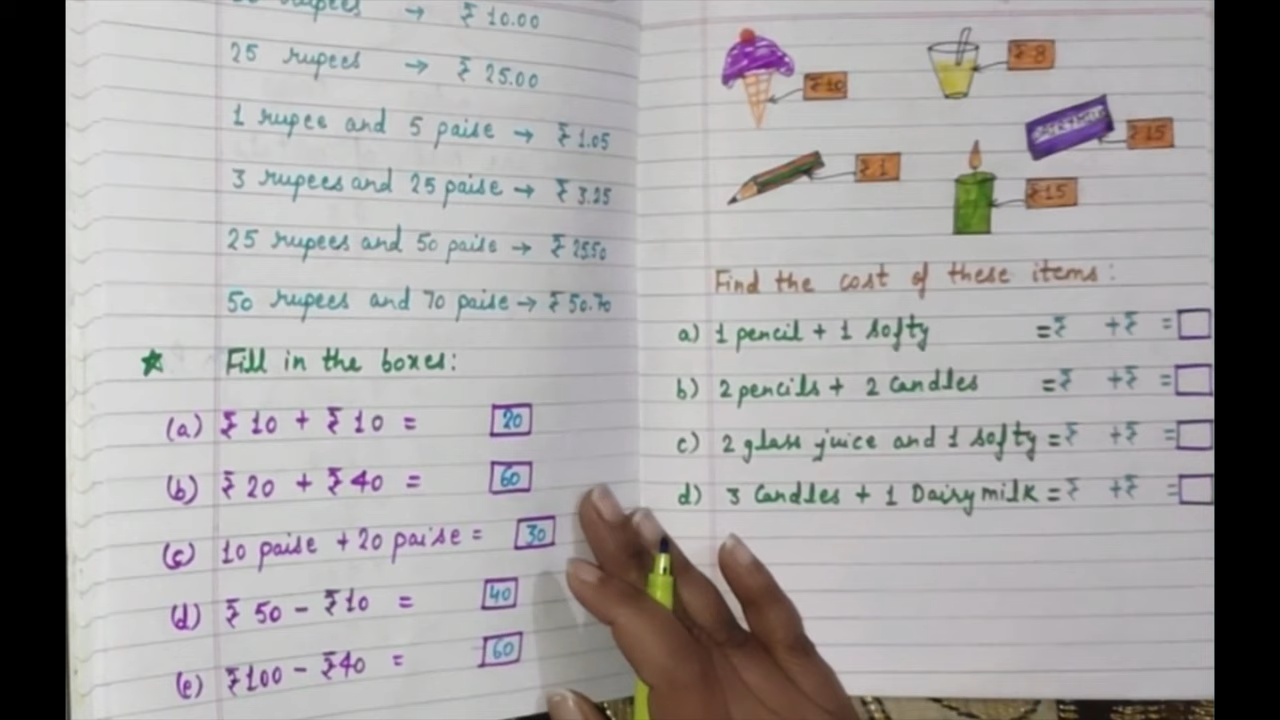 rupees → ₹ 10.00
25 rupees → ₹ 25.00
1 rupee and 5 paise → ₹ 1.05
3 rupees and 25 paise → ₹ 3.25
25 rupees and 50 paise → ₹ 25.50
50 rupees and 70 paise → ₹ 50.70
★ Fill in the boxes:
(a) ₹ 10 + ₹ 10 = 20
(b) ₹ 20 + ₹ 40 = 60
(c) 10 paise + 20 paise = 30
(d) ₹ 50 - ₹ 10 = 40
(e) ₹ 100 - ₹ 40 = 60
₹ 10
₹ 8
₹ 15
₹ 1
₹ 15
Find the cost of these items:
a) 1 pencil + 1 softy = ₹ + ₹ =
b) 2 pencils + 2 candles = ₹ + ₹ =
c) 2 glass juice and 1 softy = ₹ + ₹ =
d) 3 Candles + 1 Dairymilk = ₹ + ₹ =